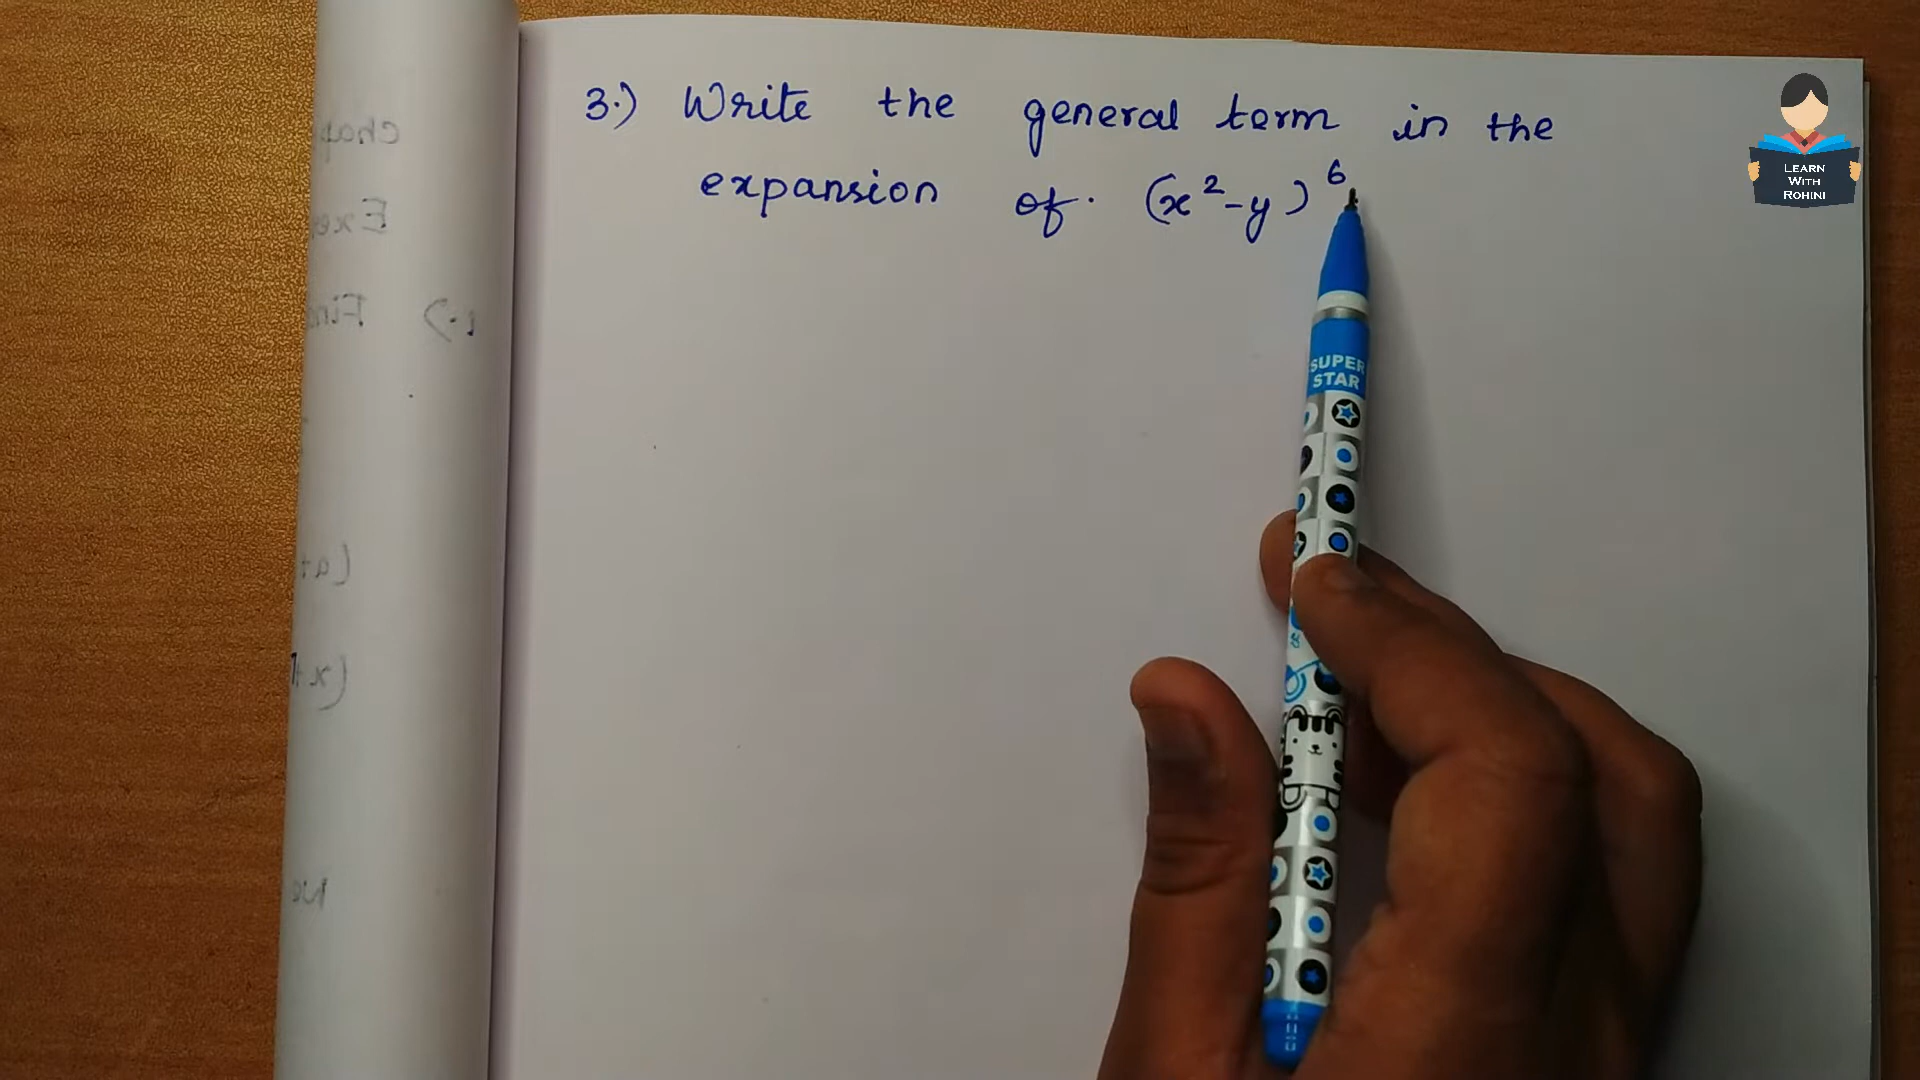 3.) Write the general term in the
expansion of. (x²-y)⁶
LEARN
WITH
ROHINI
SUPER
STAR